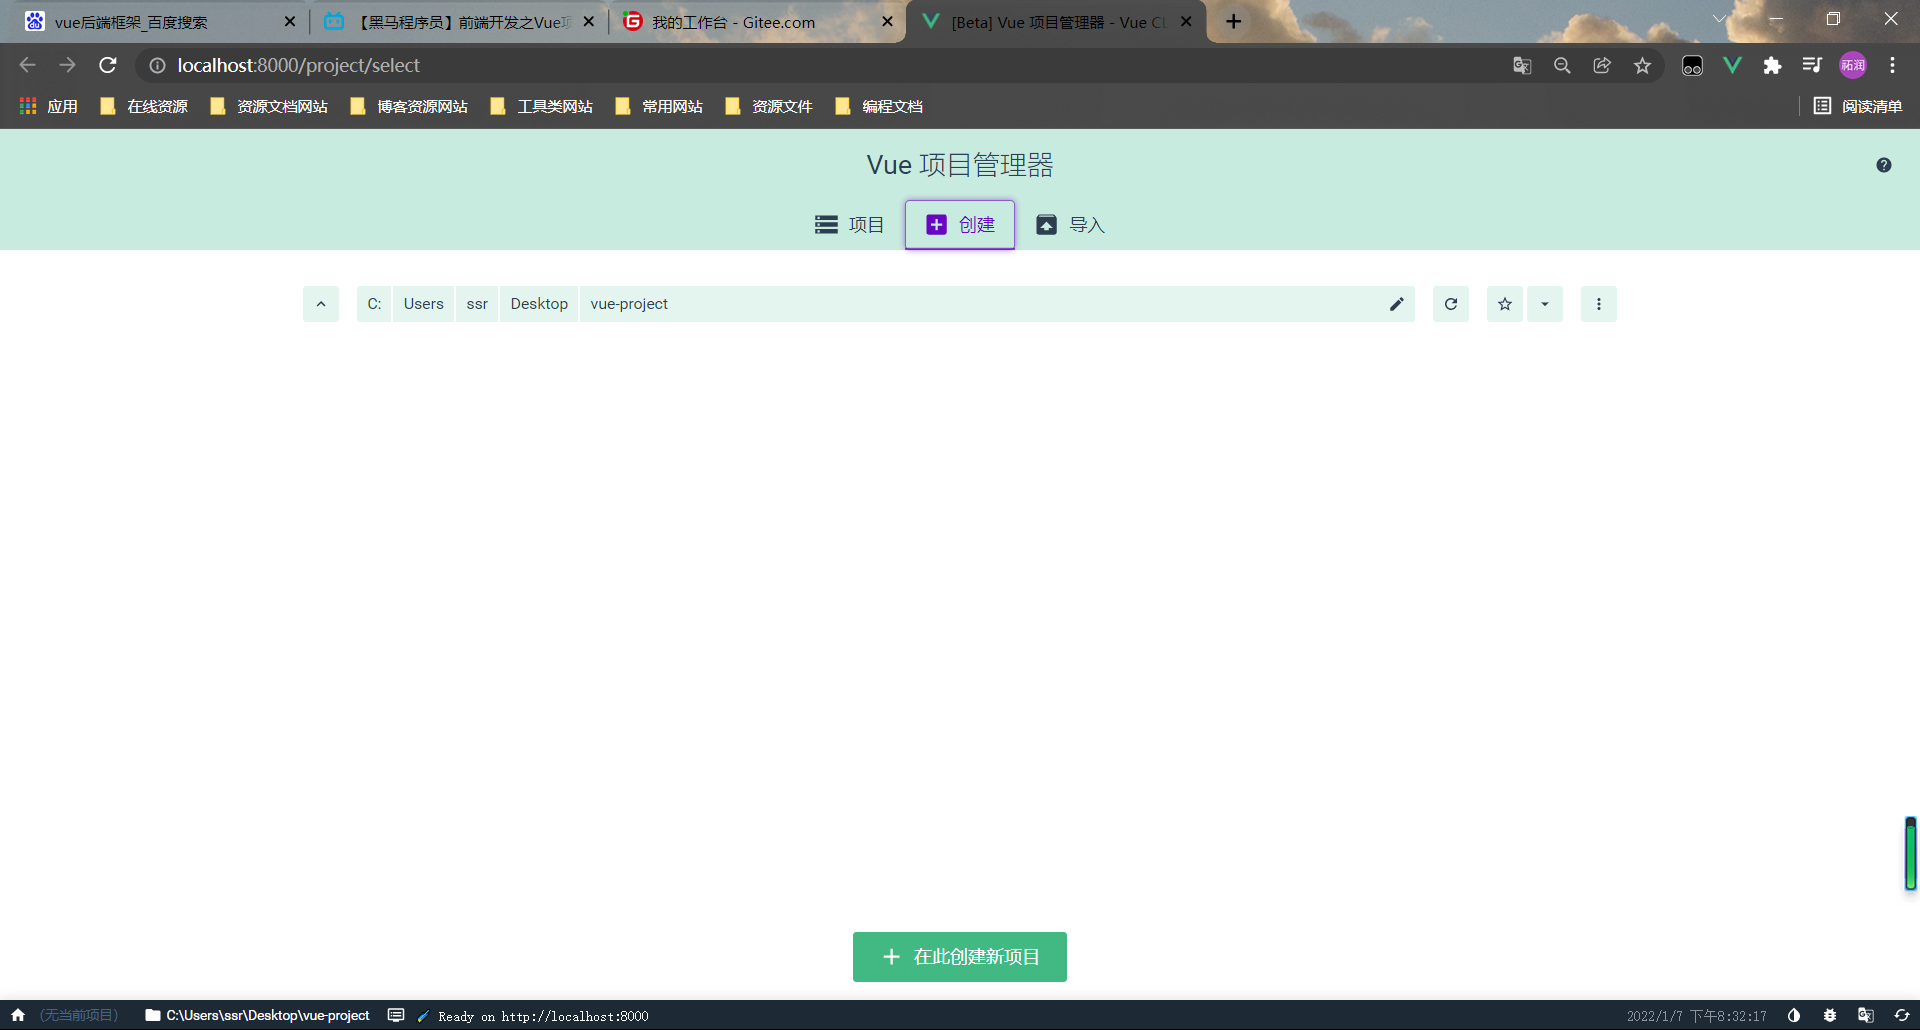 vue后端框架_百度搜索
【黑马程序员】前端开发之Vue项
我的工作台 - Gitee.com
[Beta] Vue 项目管理器 - Vue CL
localhost:8000/project/select
祏润
应用
在线资源
资源文档网站
博客资源网站
工具类网站
常用网站
资源文件
编程文档
阅读清单
Vue 项目管理器
项目
创建
导入
C:
Users
ssr
Desktop
vue-project
在此创建新项目
(无当前项目)
C:\Users\ssr\Desktop\vue-project
Ready on http://localhost:8000
2022/1/7 下午8:32:17